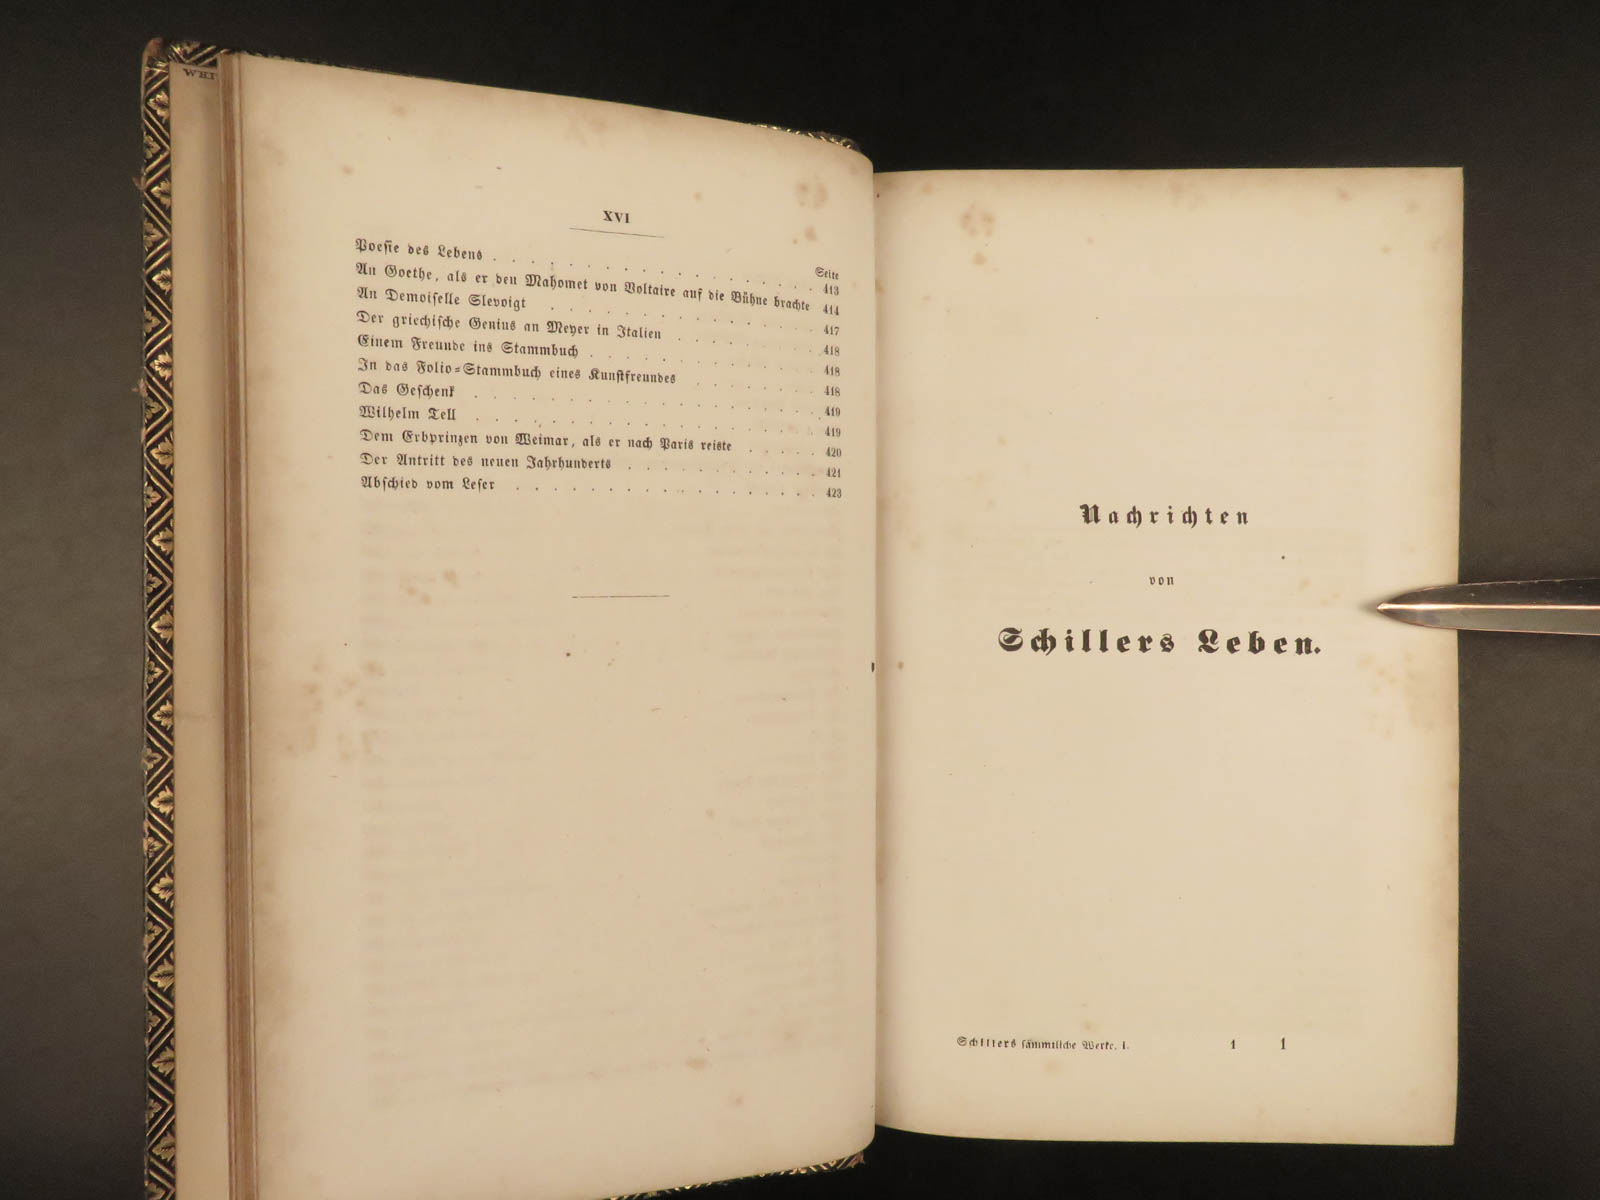 WHI
XVI
Seite
Poesie des Lebens . . . . . . . . . . . . . . . . . 413
An Goethe, als er den Mahomet von Voltaire auf die Bühne brachte 414
An Demoiselle Slevoigt . . . . . . . . . . . . . . 417
Der griechische Genius an Meyer in Italien . . . . . . . 418
Einem Freunde ins Stammbuch . . . . . . . . . . . . 418
In das Folio=Stammbuch eines Kunstfreundes . . . . . . 418
Das Geschenk . . . . . . . . . . . . . . . . . . 419
Wilhelm Tell . . . . . . . . . . . . . . . . . . 419
Dem Erbprinzen von Weimar, als er nach Paris reiste . . . . . 420
Der Antritt des neuen Jahrhunderts . . . . . . . . . . 421
Abschied vom Leser . . . . . . . . . . . . . . . . 423
Nachrichten
von
Schillers Leben.
Schillers sämmtliche Werke. I. 1 1